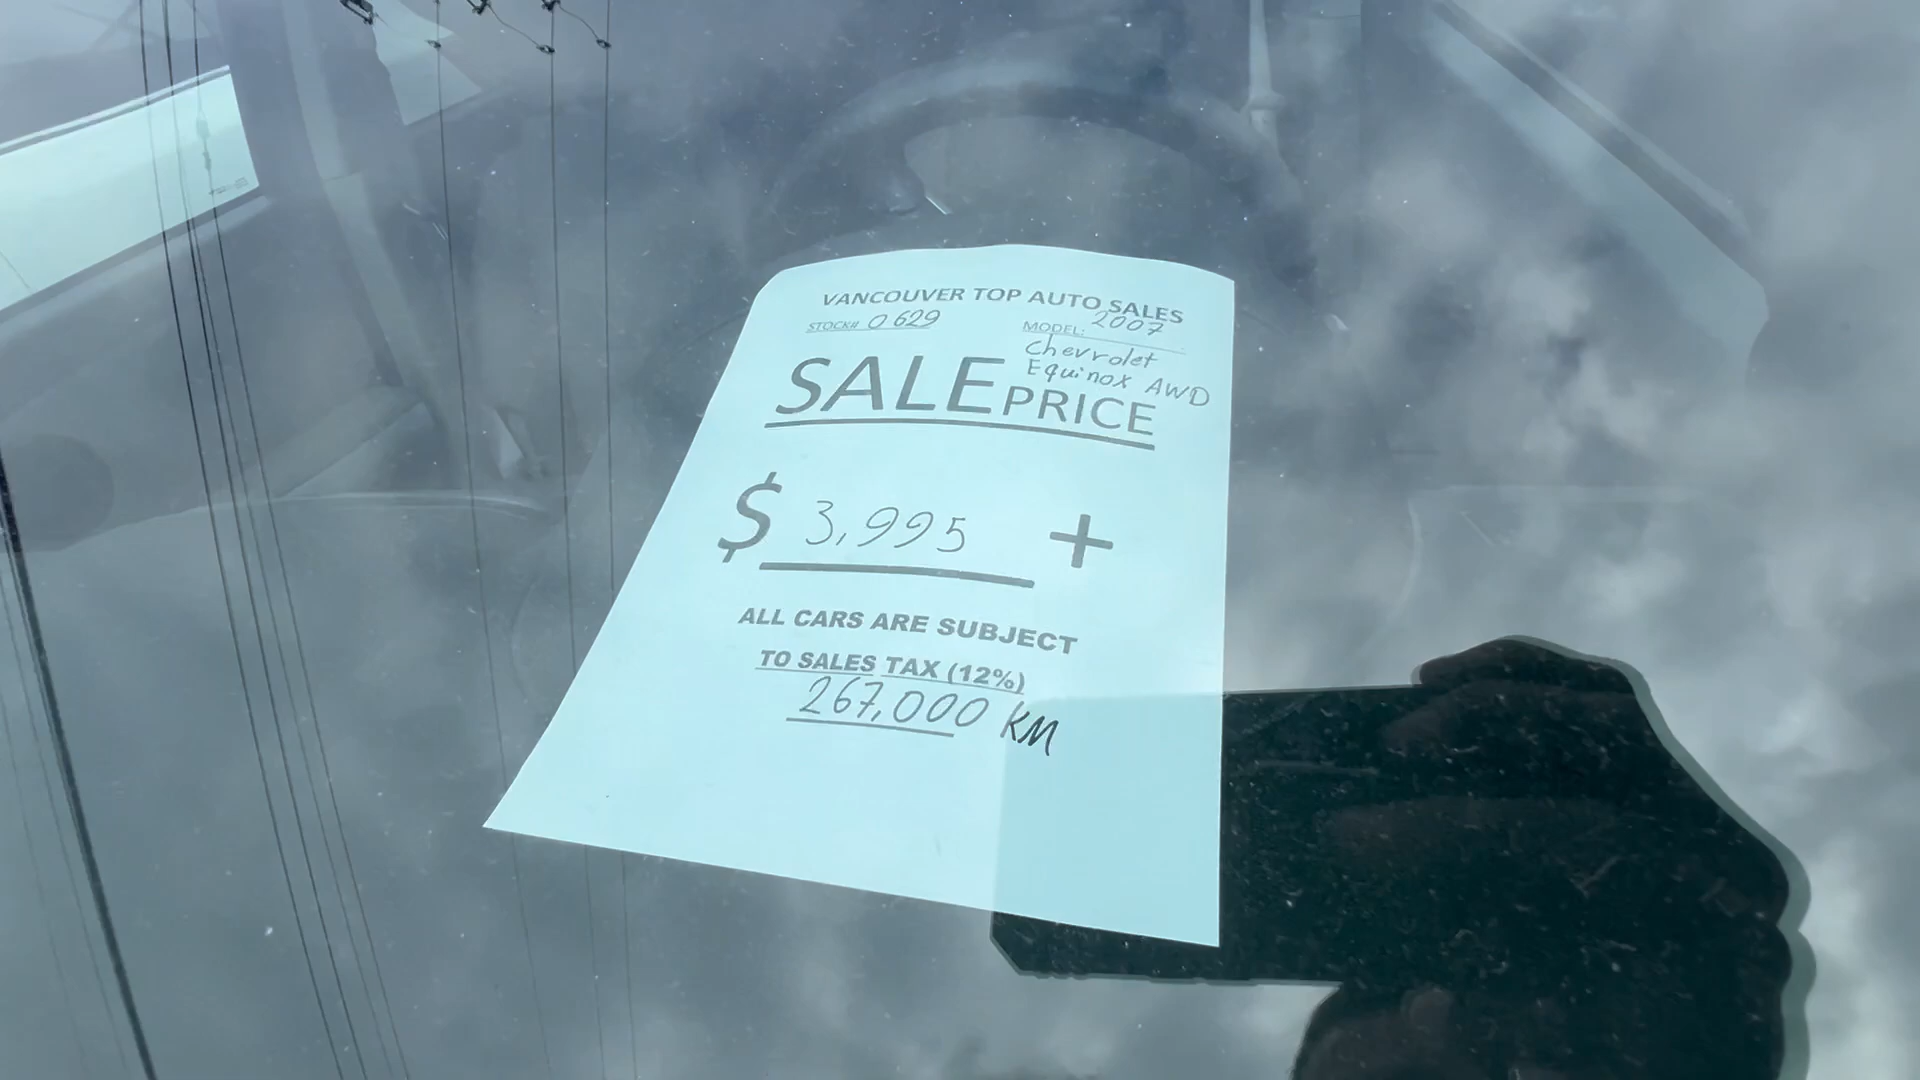 VANCOUVER TOP AUTO SALES
STOCK# 0629
MODEL: 2007
Chevrolet
Equinox AWD
SALE PRICE
$ 3,995 +
ALL CARS ARE SUBJECT
TO SALES TAX (12%)
267,000 KM